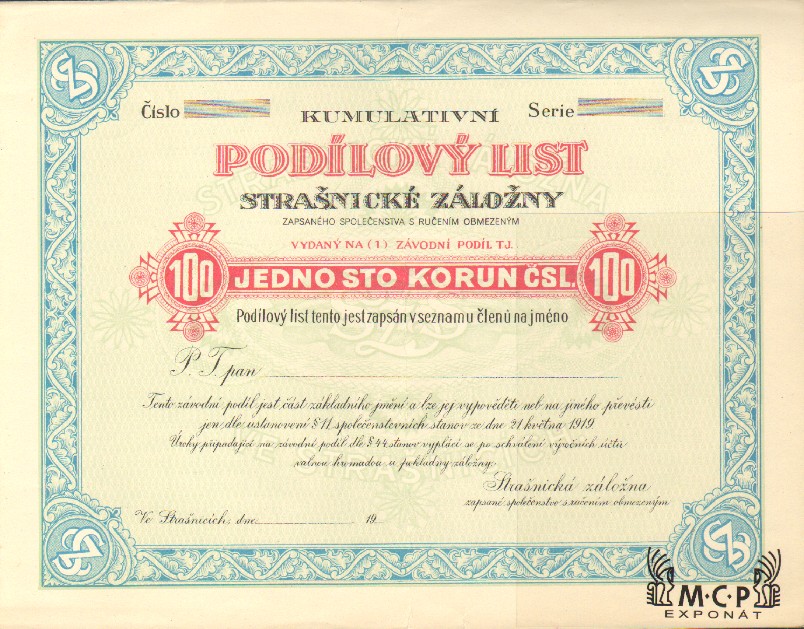 Číslo
Serie
KUMULATIVNÍ
PODÍLOVÝ LIST
STRAŠNICKÉ ZÁLOŽNY
ZAPSANÉHO SPOLEČENSTVA S RUČENÍM OBMEZENÝM
VYDANÝ NA (1) ZÁVODNÍ PODÍL TJ.
100 JEDNO STO KORUN ČSL. 100
Podílový list tento jest zapsán v seznamu členů na jméno
P. T. pan
Tento závodní podíl jest část základního jmění a lze jej vypověděti neb na jiného převésti
jen dle ustanovení § 11 společenstevních stanov ze dne 21 května 1919.
Úroky připadající na závodní podíl dle § 44 stanov vyplácí se po schválení výročních účtů
valnou hromadou u pokladny záložny.
Strašnická záložna
zapsané společenstvo s ručením obmezeným
Ve Strašnicích, dne 19
M·C·P
EXPONÁT